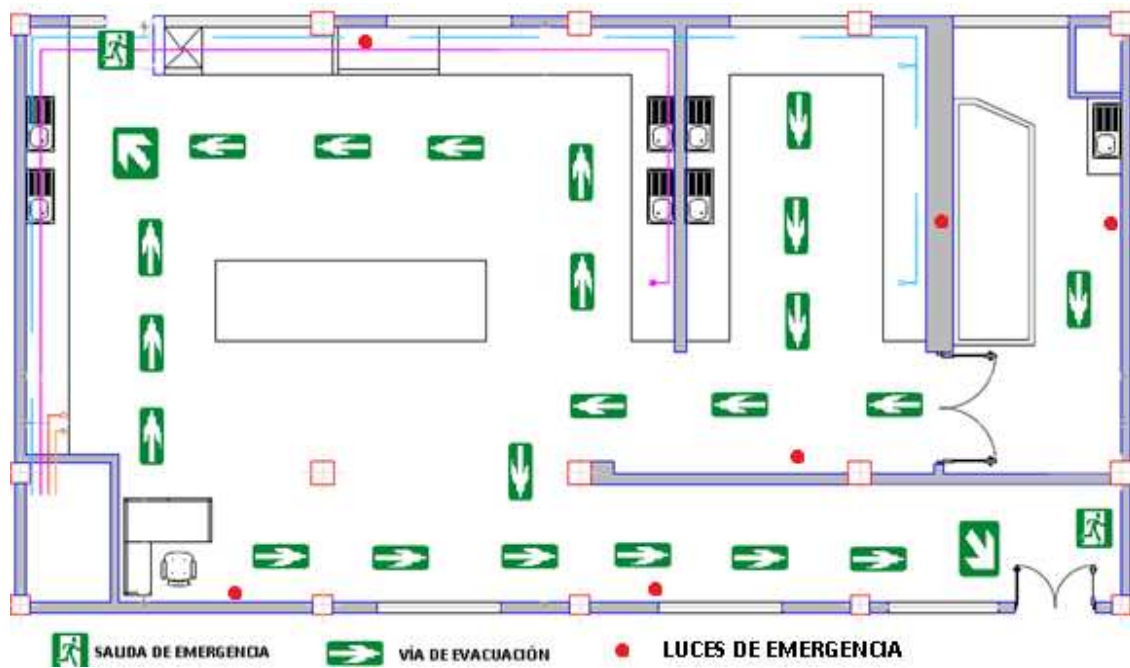 SALIDA DE EMERGENCIA
VÍA DE EVACUACIÓN
LUCES DE EMERGENCIA